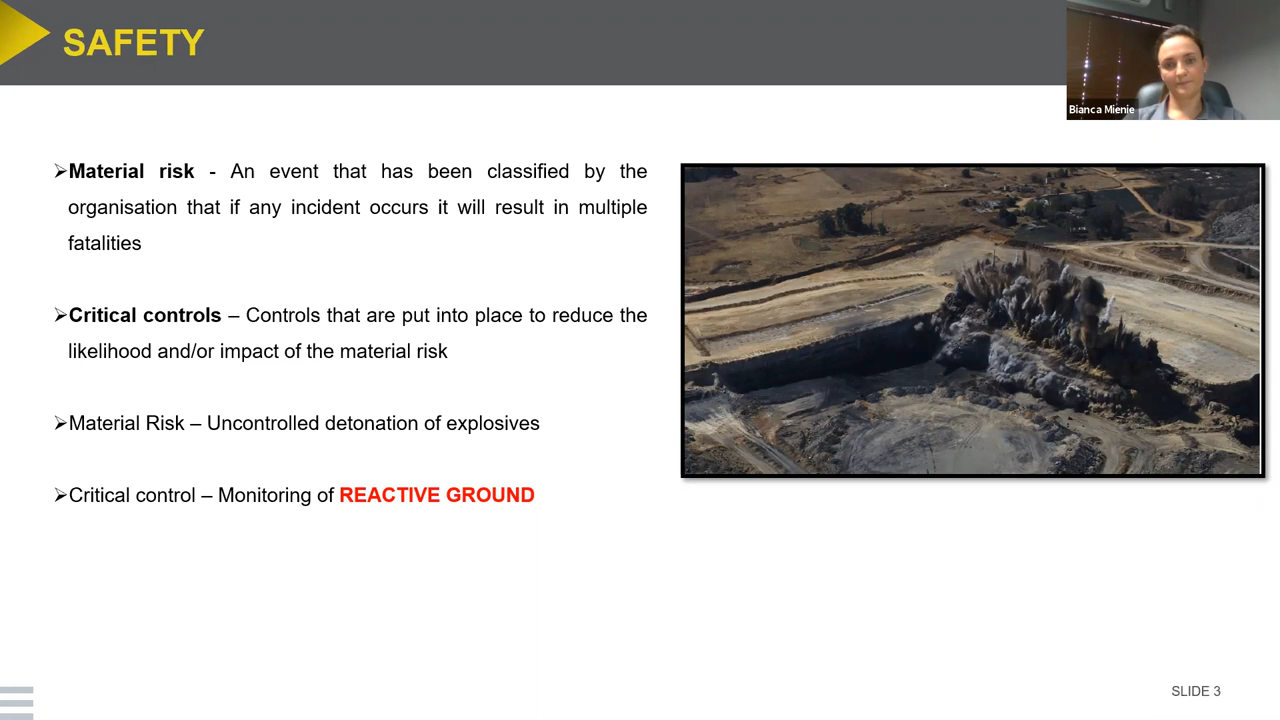 SAFETY
Bianca Mienie
➢Material risk - An event that has been classified by the
organisation that if any incident occurs it will result in multiple
fatalities
➢Critical controls – Controls that are put into place to reduce the
likelihood and/or impact of the material risk
➢Material Risk – Uncontrolled detonation of explosives
➢Critical control – Monitoring of REACTIVE GROUND
SLIDE 3